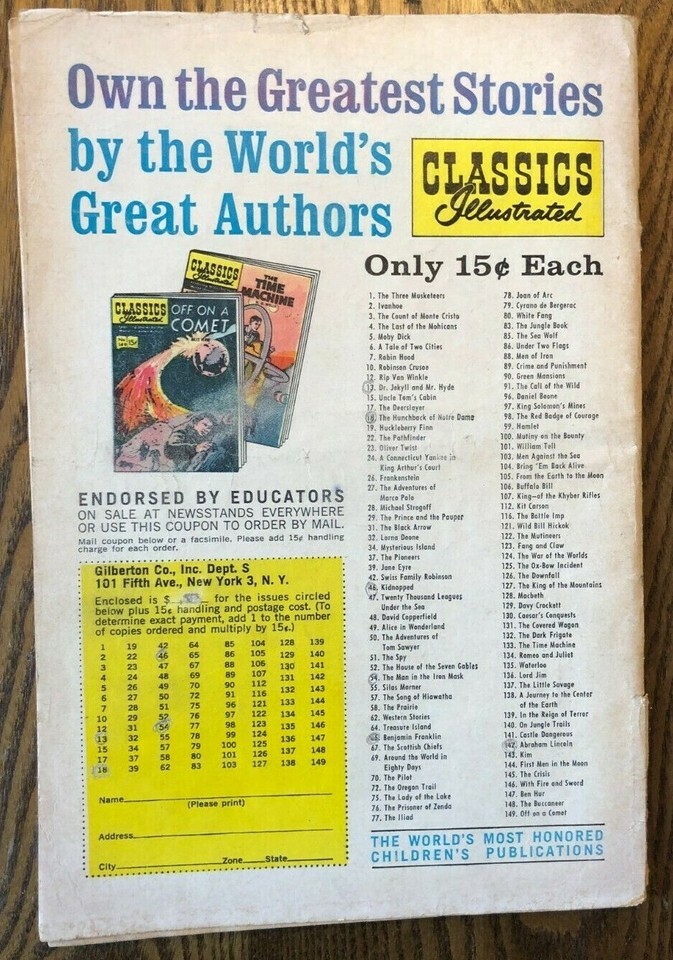 Own the Greatest Stories
by the World's
Great Authors
CLASSICS
Illustrated
Only 15¢ Each
CLASSICS
Illustrated
THE
TIME
MACHINE
CLASSICS
Illustrated
OFF ON A
COMET
15¢
ENDORSED BY EDUCATORS
ON SALE AT NEWSSTANDS EVERYWHERE
OR USE THIS COUPON TO ORDER BY MAIL.
Mail coupon below or a facsimile. Please add 15¢ handling
charge for each order.
Gilberton Co., Inc. Dept. S
101 Fifth Ave., New York 3, N. Y.
Enclosed is $ for the issues circled
below plus 15¢ handling and postage cost. (To
determine exact payment, add 1 to the number
of copies ordered and multiply by 15¢.)
1 19 42 64 85 104 128 139
2 22 46 65 86 105 129 140
3 23 47 67 88 106 130 141
4 24 48 69 89 107 131 142
5 26 49 70 90 112 132 143
6 27 50 72 91 116 133 144
7 28 51 75 96 121 134 145
10 29 52 76 97 122 135 146
12 31 54 77 98 123 136 147
13 32 55 78 99 124 137 148
15 34 57 79 100 125 138 149
17 37 58 80 101 126
18 39 62 83 103 127
Name
(Please print)
Address
City Zone State
1. The Three Musketeers
2. Ivanhoe
3. The Count of Monte Cristo
4. The Last of the Mohicans
5. Moby Dick
6. A Tale of Two Cities
7. Robin Hood
10. Robinson Crusoe
12. Rip Van Winkle
13. Dr. Jekyll and Mr. Hyde
15. Uncle Tom's Cabin
17. The Deerslayer
18. The Hunchback of Notre Dame
19. Huckleberry Finn
22. The Pathfinder
23. Oliver Twist
24. A Connecticut Yankee in
King Arthur's Court
26. Frankenstein
27. The Adventures of
Marco Polo
28. Michael Strogoff
29. The Prince and the Pauper
31. The Black Arrow
32. Lorna Doone
34. Mysterious Island
37. The Pioneers
39. Jane Eyre
42. Swiss Family Robinson
46. Kidnapped
47. Twenty Thousand Leagues
Under the Sea
48. David Copperfield
49. Alice in Wonderland
50. The Adventures of
Tom Sawyer
51. The Spy
52. The House of the Seven Gables
54. The Man in the Iron Mask
55. Silas Marner
57. The Song of Hiawatha
58. The Prairie
62. Western Stories
64. Treasure Island
65. Benjamin Franklin
67. The Scottish Chiefs
69. Around the World in
Eighty Days
70. The Pilot
72. The Oregon Trail
75. The Lady of the Lake
76. The Prisoner of Zenda
77. The Iliad
78. Joan of Arc
79. Cyrano de Bergerac
80. White Fang
83. The Jungle Book
85. The Sea Wolf
86. Under Two Flags
88. Men of Iron
89. Crime and Punishment
90. Green Mansions
91. The Call of the Wild
96. Daniel Boone
97. King Solomon's Mines
98. The Red Badge of Courage
99. Hamlet
100. Mutiny on the Bounty
101. William Tell
103. Men Against the Sea
104. Bring 'Em Back Alive
105. From the Earth to the Moon
106. Buffalo Bill
107. King—of the Khyber Rifles
112. Kit Carson
116. The Bottle Imp
121. Wild Bill Hickok
122. The Mutineers
123. Fang and Claw
124. The War of the Worlds
125. The Ox-Bow Incident
126. The Downfall
127. The King of the Mountains
128. Macbeth
129. Davy Crockett
130. Caesar's Conquests
131. The Covered Wagon
132. The Dark Frigate
133. The Time Machine
134. Romeo and Juliet
135. Waterloo
136. Lord Jim
137. The Little Savage
138. A Journey to the Center
of the Earth
139. In the Reign of Terror
140. On Jungle Trails
141. Castle Dangerous
142. Abraham Lincoln
143. Kim
144. First Men in the Moon
145. The Crisis
146. With Fire and Sword
147. Ben Hur
148. The Buccaneer
149. Off on a Comet
THE WORLD'S MOST HONORED
CHILDREN'S PUBLICATIONS